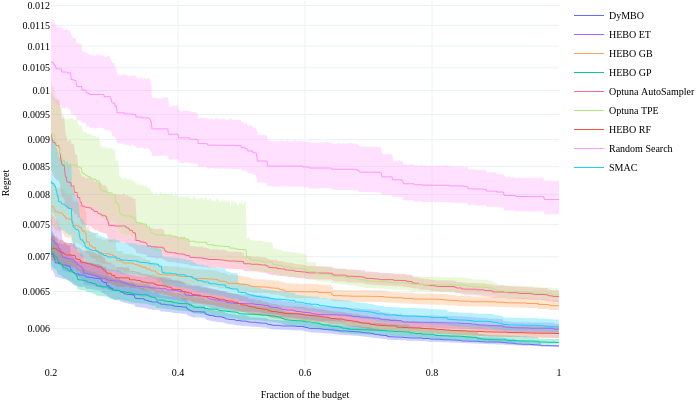 0.012
0.0115
0.011
0.0105
0.01
0.0095
0.009
0.0085
0.008
0.0075
0.007
0.0065
0.006
Regret
0.2
0.4
0.6
0.8
1
Fraction of the budget
DyMBO
HEBO ET
HEBO GB
HEBO GP
Optuna AutoSampler
Optuna TPE
HEBO RF
Random Search
SMAC